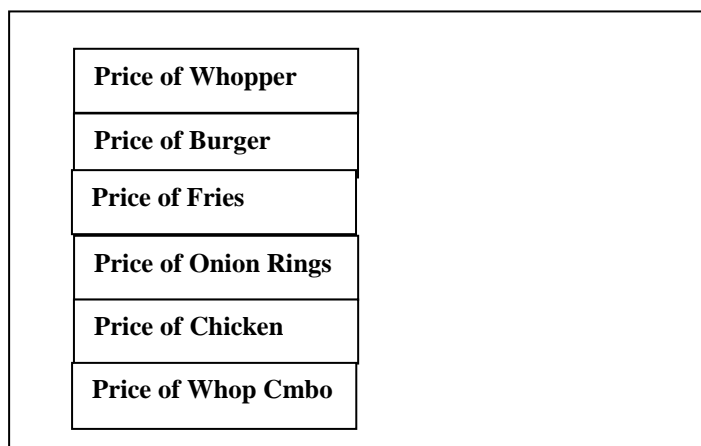 Price of Whopper
Price of Burger
Price of Fries
Price of Onion Rings
Price of Chicken
Price of Whop Cmbo